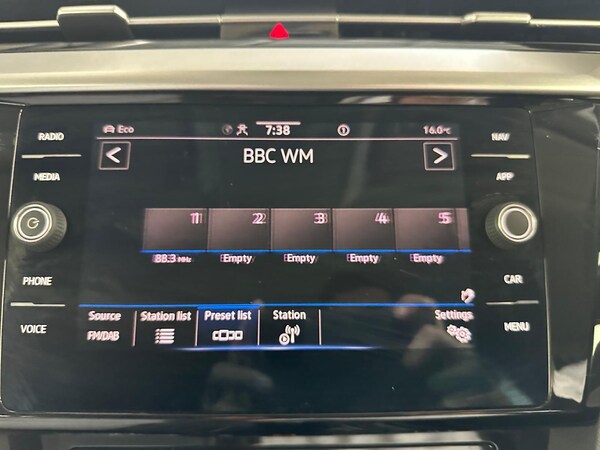 RADIO
MEDIA
PHONE
VOICE
Eco
7:38
16.0°C
BBC WM
1 2 3 4 5
88.3 MHz Empty Empty Empty Empty
Source Station list Preset list Station Settings
FM/DAB
NAV
APP
CAR
MENU